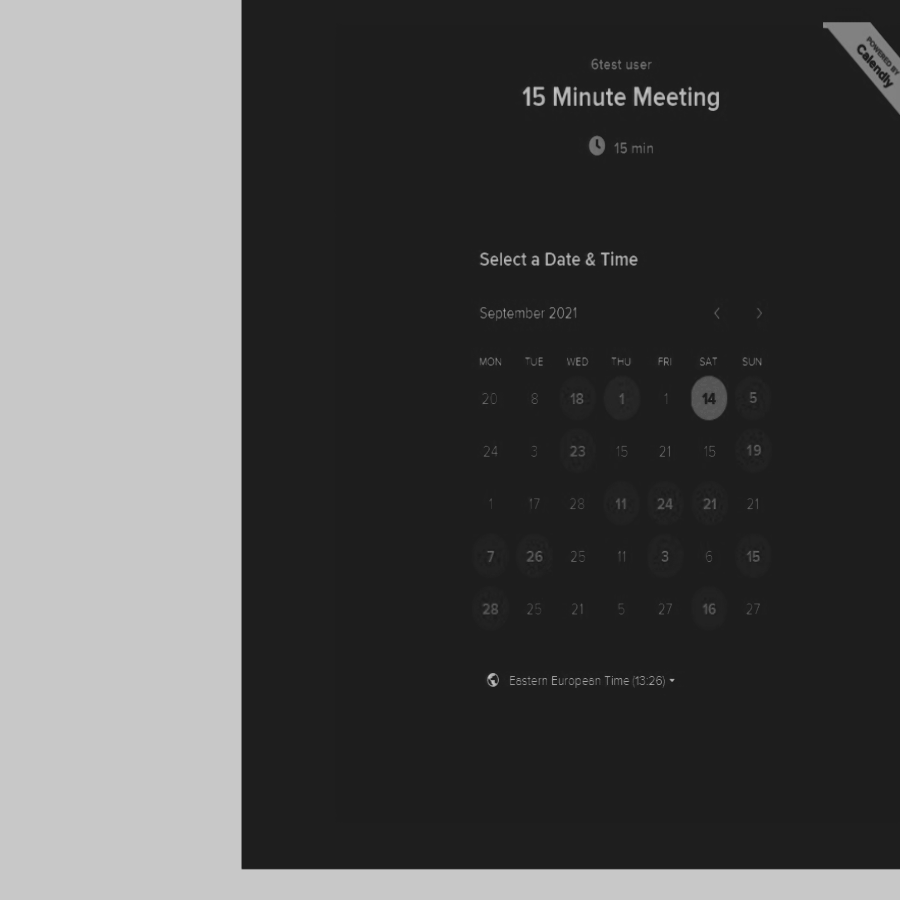 POWERED BY
Calendly
6test user
15 Minute Meeting
15 min
Select a Date & Time
September 2021
MON TUE WED THU FRI SAT SUN
20 8 18 1 1 14 5
24 3 23 15 21 15 19
1 17 28 11 24 21 21
7 26 25 11 3 6 15
28 25 21 5 27 16 27
Eastern European Time (13:26)